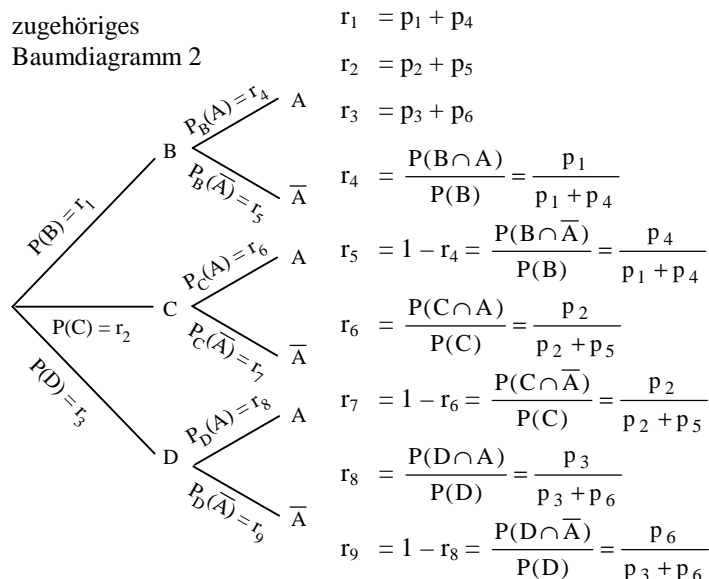 zugehöriges
Baumdiagramm 2
P(B) = r₁
P(C) = r₂
P(D) = r₃
B
P_B(A) = r₄
A
P_B(A̅) = r₅
A̅
C
P_C(A) = r₆
A
P_C(A̅) = r₇
A̅
D
P_D(A) = r₈
A
P_D(A̅) = r₉
A̅
r₁ = p₁ + p₄
r₂ = p₂ + p₅
r₃ = p₃ + p₆
r₄ = P(B∩A)/P(B) = p₁/(p₁ + p₄)
r₅ = 1 – r₄ = P(B∩A̅)/P(B) = p₄/(p₁ + p₄)
r₆ = P(C∩A)/P(C) = p₂/(p₂ + p₅)
r₇ = 1 – r₆ = P(C∩A̅)/P(C) = p₂/(p₂ + p₅)
r₈ = P(D∩A)/P(D) = p₃/(p₃ + p₆)
r₉ = 1 – r₈ = P(D∩A̅)/P(D) = p₆/(p₃ + p₆)